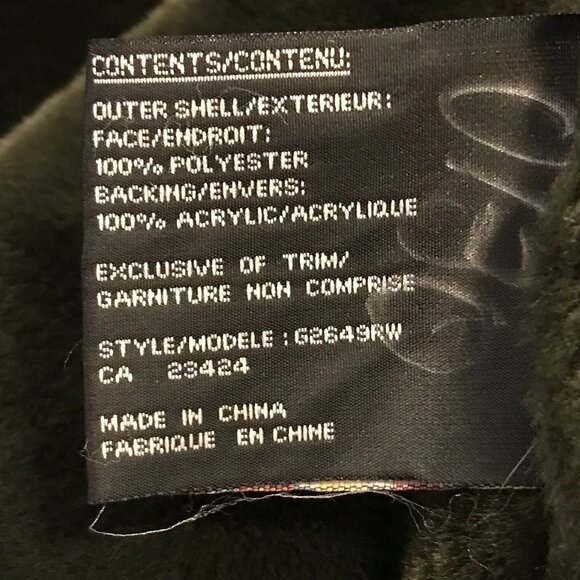 CONTENTS/CONTENU:
OUTER SHELL/EXTERIEUR:
FACE/ENDROIT:
100% POLYESTER
BACKING/ENVERS:
100% ACRYLIC/ACRYLIQUE
EXCLUSIVE OF TRIM/
GARNITURE NON COMPRISE
STYLE/MODELE : G2649RW
CA 23424
MADE IN CHINA
FABRIQUE EN CHINE